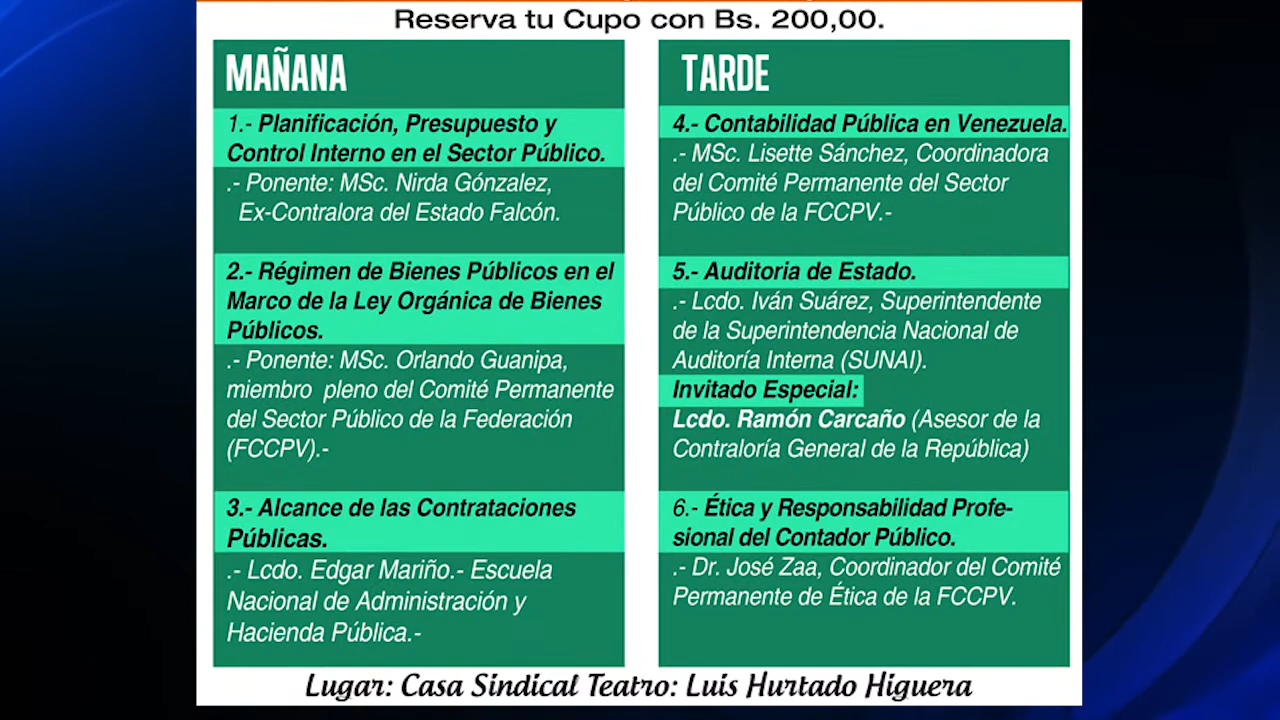 Reserva tu Cupo con Bs. 200,00.
MAÑANA
1.- Planificación, Presupuesto y
Control Interno en el Sector Público.
.- Ponente: MSc. Nirda Gónzalez,
Ex-Contralora del Estado Falcón.
2.- Régimen de Bienes Públicos en el
Marco de la Ley Orgánica de Bienes
Públicos.
.- Ponente: MSc. Orlando Guanipa,
miembro pleno del Comité Permanente
del Sector Público de la Federación
(FCCPV).-
3.- Alcance de las Contrataciones
Públicas.
.- Lcdo. Edgar Mariño.- Escuela
Nacional de Administración y
Hacienda Pública.-
TARDE
4.- Contabilidad Pública en Venezuela.
.- MSc. Lisette Sánchez, Coordinadora
del Comité Permanente del Sector
Público de la FCCPV.-
5.- Auditoria de Estado.
.- Lcdo. Iván Suárez, Superintendente
de la Superintendencia Nacional de
Auditoría Interna (SUNAI).
Invitado Especial:
Lcdo. Ramón Carcaño (Asesor de la
Contraloría General de la República)
6.- Ética y Responsabilidad Profe-
sional del Contador Público.
.- Dr. José Zaa, Coordinador del Comité
Permanente de Ética de la FCCPV.
Lugar: Casa Sindical Teatro: Luis Hurtado Higuera